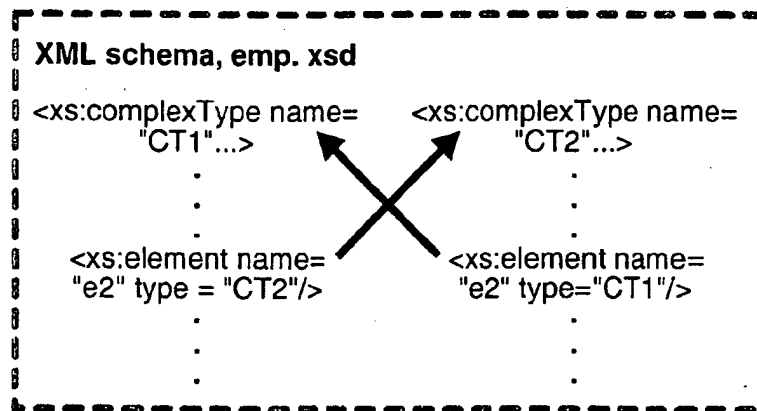 XML schema, emp. xsd
<xs:complexType name=
"CT1"...>
<xs:element name=
"e2" type = "CT2"/>
<xs:complexType name=
"CT2"...>
<xs:element name=
"e2" type="CT1"/>